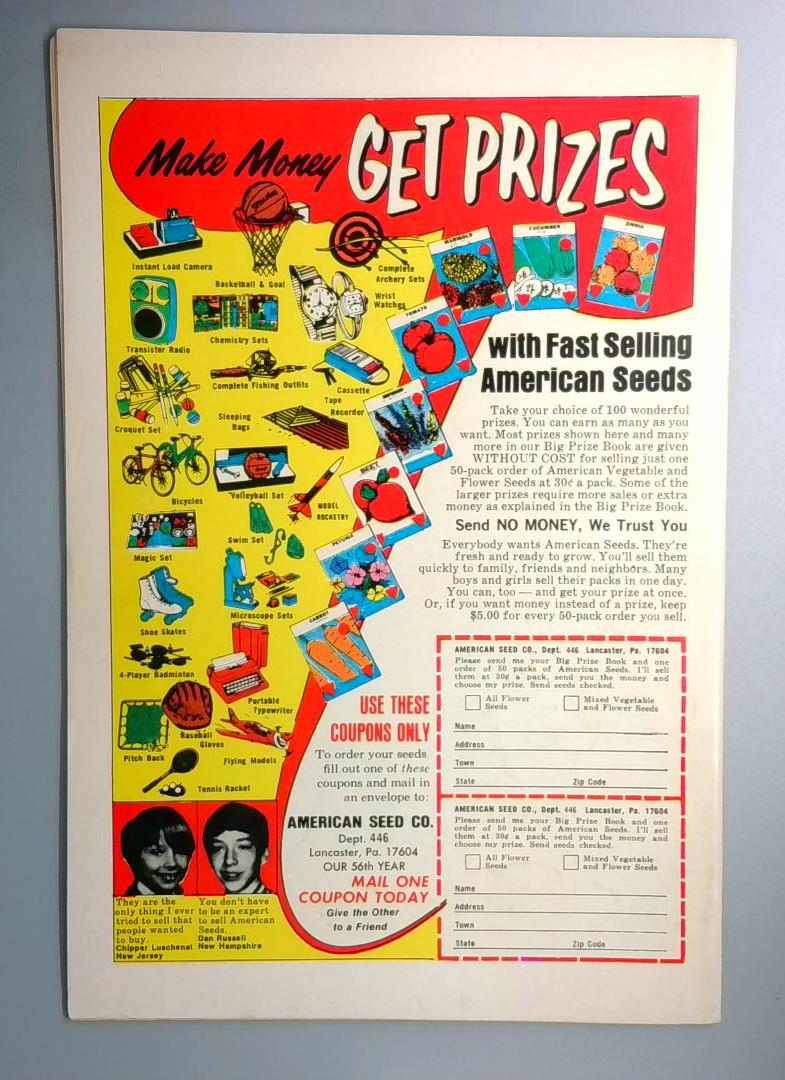 Make Money GET PRIZES
Spalding
Instant Load Camera
Basketball & Goal
Complete
Archery Sets
Wrist
Watches
Transistor Radio
Chemistry Sets
Complete Fishing Outfits
Cassette
Tape
Recorder
Croquet Set
Sleeping
Bags
Bicycles
Volleyball Set
MODEL
ROCKETRY
Swim Set
Magic Set
Microscope Sets
Shoe Skates
4-Player Badminton
Portable
Typewriter
Baseball
Gloves
Pitch Back
Flying Models
Tennis Racket
MARIGOLD
CUCUMBER
ZINNIA
TOMATO
BEET
PETUNIA
CARROT
with Fast Selling
American Seeds
Take your choice of 100 wonderful
prizes. You can earn as many as you
want. Most prizes shown here and many
more in our Big Prize Book are given
WITHOUT COST for selling just one
50-pack order of American Vegetable and
Flower Seeds at 30¢ a pack. Some of the
larger prizes require more sales or extra
money as explained in the Big Prize Book.
Send NO MONEY, We Trust You
Everybody wants American Seeds. They're
fresh and ready to grow. You'll sell them
quickly to family, friends and neighbors. Many
boys and girls sell their packs in one day.
You can, too — and get your prize at once.
Or, if you want money instead of a prize, keep
$5.00 for every 50-pack order you sell.
USE THESE
COUPONS ONLY
To order your seeds,
fill out one of these
coupons and mail in
an envelope to:
AMERICAN SEED CO.
Dept. 446
Lancaster, Pa. 17604
OUR 56th YEAR
MAIL ONE
COUPON TODAY
Give the Other
to a Friend
They are the
only thing I ever
tried to sell that
people wanted
to buy.
Chipper Luschenat
New Jersey
You don't have
to be an expert
to sell American
Seeds.
Dan Russell
New Hampshire
AMERICAN SEED CO., Dept. 446 Lancaster, Pa. 17604
Please send me your Big Prize Book and one
order of 50 packs of American Seeds. I'll sell
them at 30¢ a pack, send you the money and
choose my prize. Send seeds checked.
All Flower
Seeds
Mixed Vegetable
and Flower Seeds
Name
Address
Town
State Zip Code
AMERICAN SEED CO., Dept. 446 Lancaster, Pa. 17604
Please send me your Big Prize Book and one
order of 50 packs of American Seeds. I'll sell
them at 30¢ a pack, send you the money and
choose my prize. Send seeds checked.
All Flower
Seeds
Mixed Vegetable
and Flower Seeds
Name
Address
Town
State Zip Code